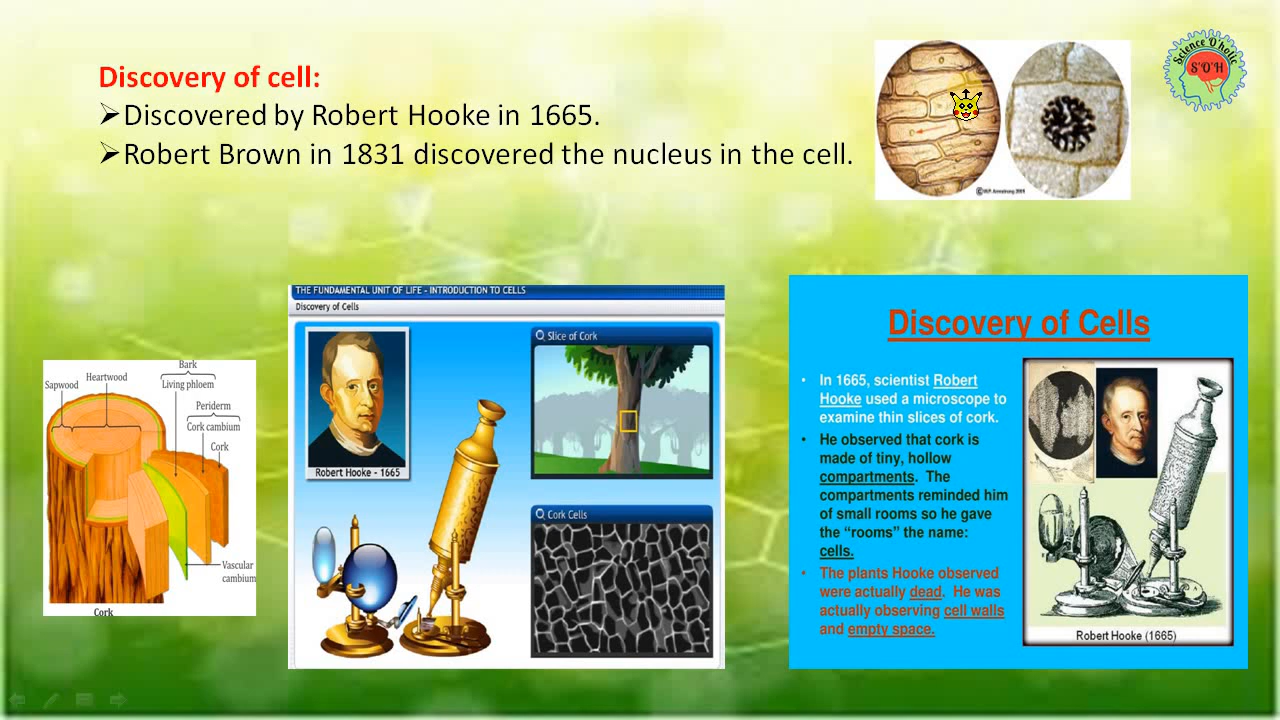 Discovery of cell:
➢Discovered by Robert Hooke in 1665.
➢Robert Brown in 1831 discovered the nucleus in the cell.
©W.P. Armstrong 2001
Science O'holic
S'O'H
Bark
Heartwood
Sapwood
Living phloem
Periderm
Cork cambium
Cork
Vascular
cambium
Cork
THE FUNDAMENTAL UNIT OF LIFE - INTRODUCTION TO CELLS
Discovery of Cells
Robert Hooke - 1665
Slice of Cork
Cork Cells
Discovery of Cells
• In 1665, scientist Robert
Hooke used a microscope to
examine thin slices of cork.
• He observed that cork is
made of tiny, hollow
compartments. The
compartments reminded him
of small rooms so he gave
the “rooms” the name:
cells.
• The plants Hooke observed
were actually dead. He was
actually observing cell walls
and empty space.
Robert Hooke (1665)